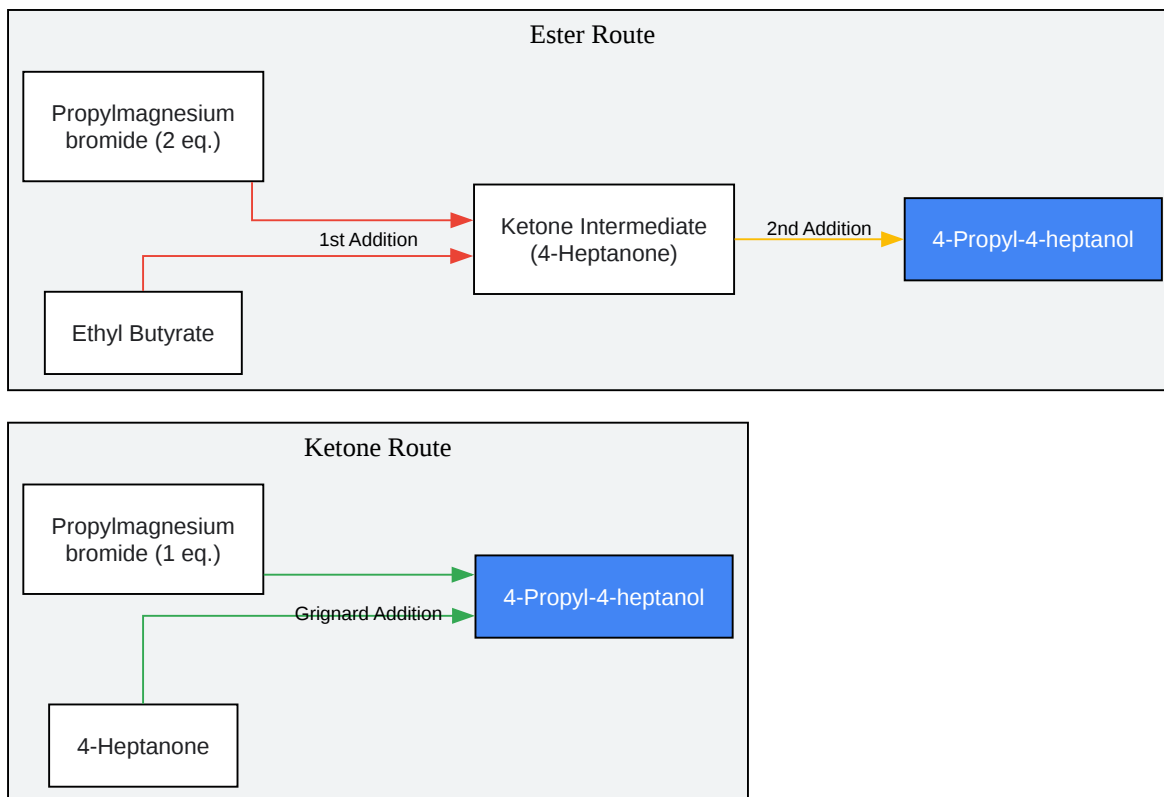 Ester Route
Propylmagnesium
bromide (2 eq.)
1st Addition
Ethyl Butyrate
Ketone Intermediate
(4-Heptanone)
2nd Addition
4-Propyl-4-heptanol
Ketone Route
Propylmagnesium
bromide (1 eq.)
Grignard Addition
4-Propyl-4-heptanol
4-Heptanone